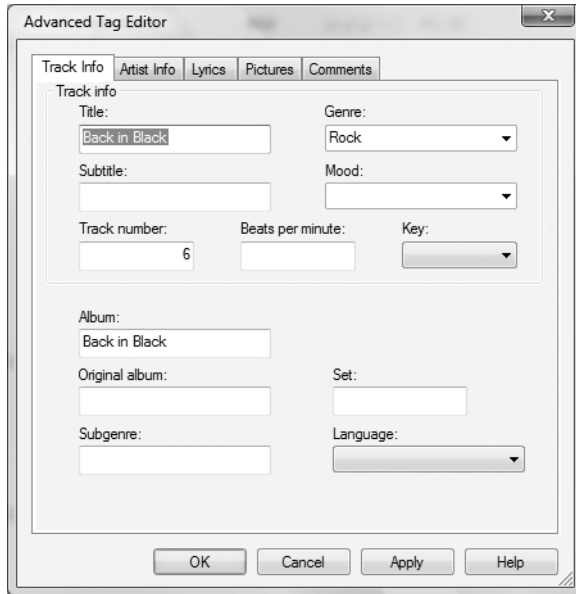 Advanced Tag Editor
Track Info Artist Info Lyrics Pictures Comments
Track info
Title: Genre:
Back in Black Rock
Subtitle: Mood:
Track number: Beats per minute: Key:
6
Album:
Back in Black
Original album: Set:
Subgenre: Language:
OK Cancel Apply Help